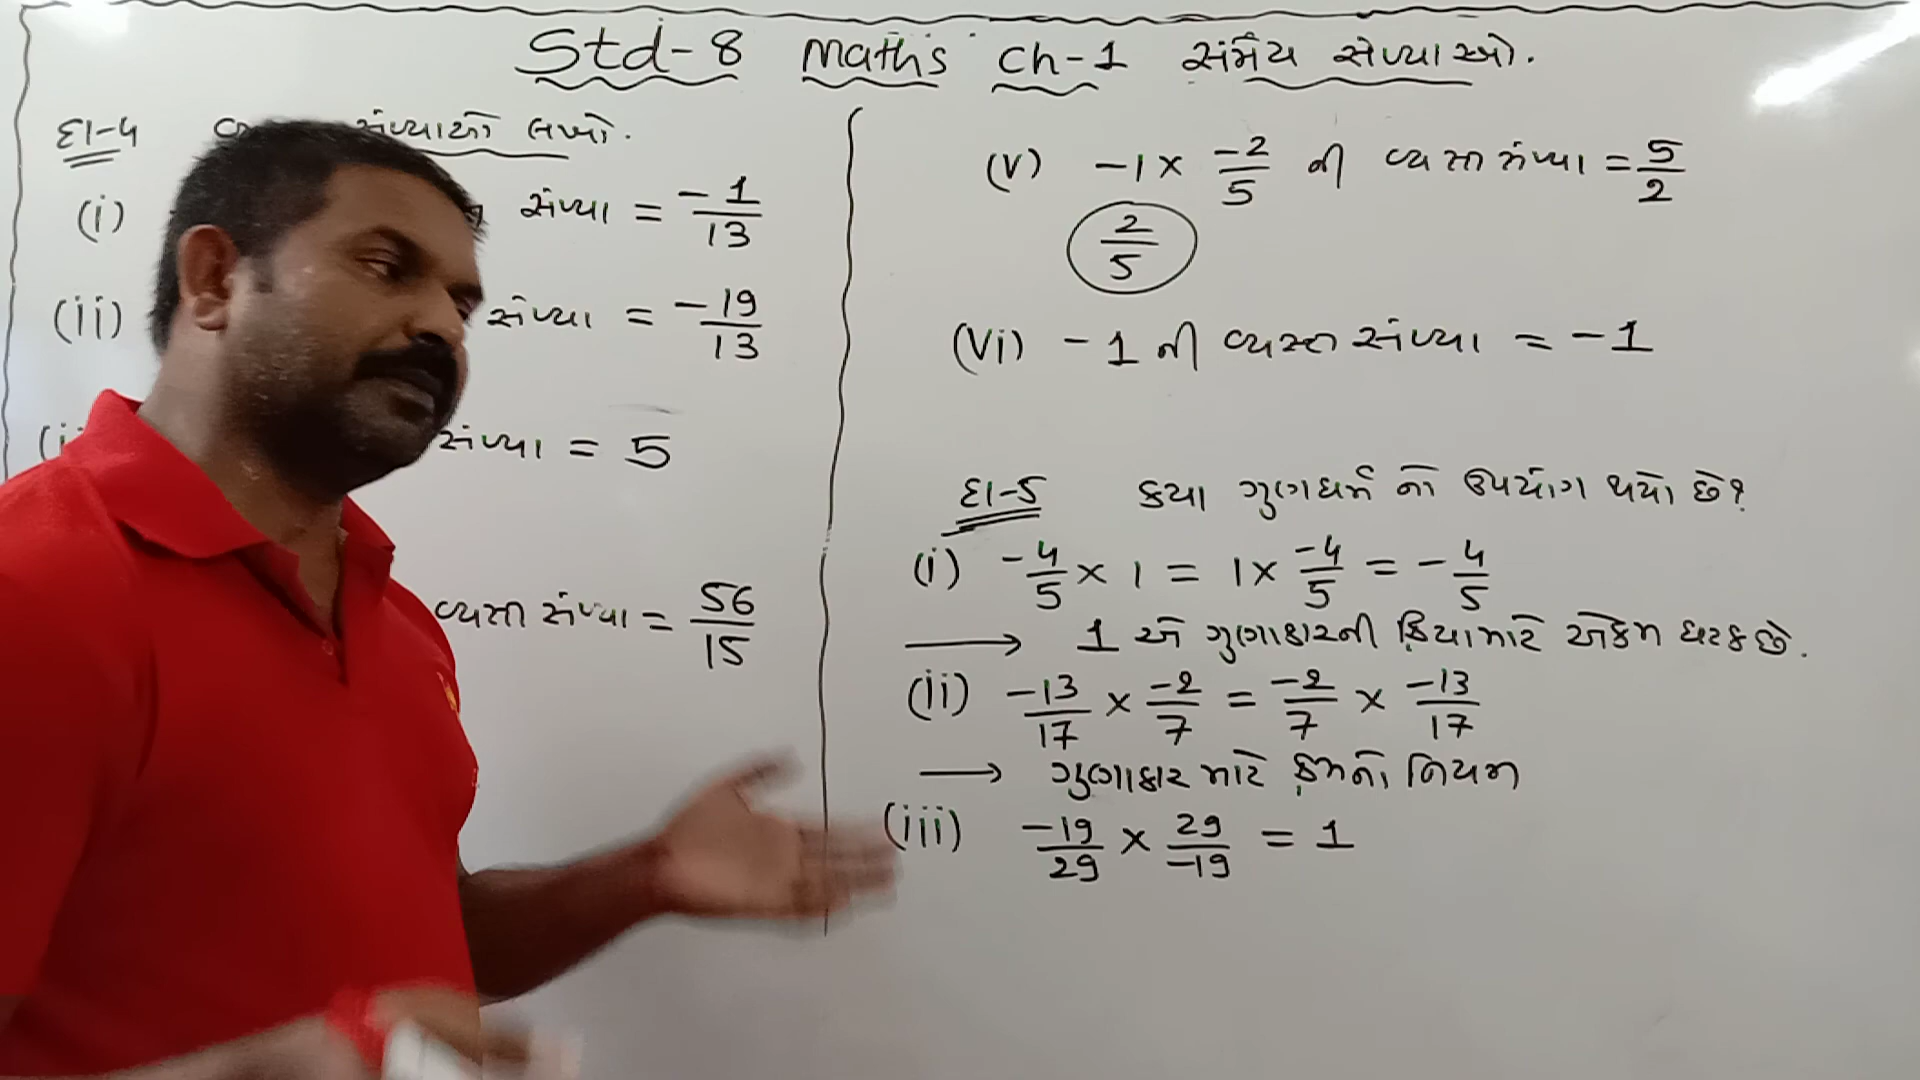 Std-8 maths ch-1 સંમેય સંખ્યાઓ.
દા-4 સંખ્યાઓ લખો.
(i) સંખ્યા = -1/13
(ii) સંખ્યા = -19/13
સંખ્યા = 5
વ્યસ્ત સંખ્યા = 56/15
(v) -1 × -2/5 ની વ્યસ્ત સંખ્યા = 5/2
2/5
(vi) -1 ની વ્યસ્ત સંખ્યા = -1
દા-5 કયા ગુણધર્મ નો ઉપયોગ થયો છે?
(i) -4/5 × 1 = 1 × -4/5 = -4/5
→ 1 એ ગુણાકારની ક્રિયા માટે એકમ ઘટક છે.
(ii) -13/17 × -2/7 = -2/7 × -13/17
→ ગુણાકાર માટે ક્રમનો નિયમ
(iii) -19/29 × 29/-19 = 1